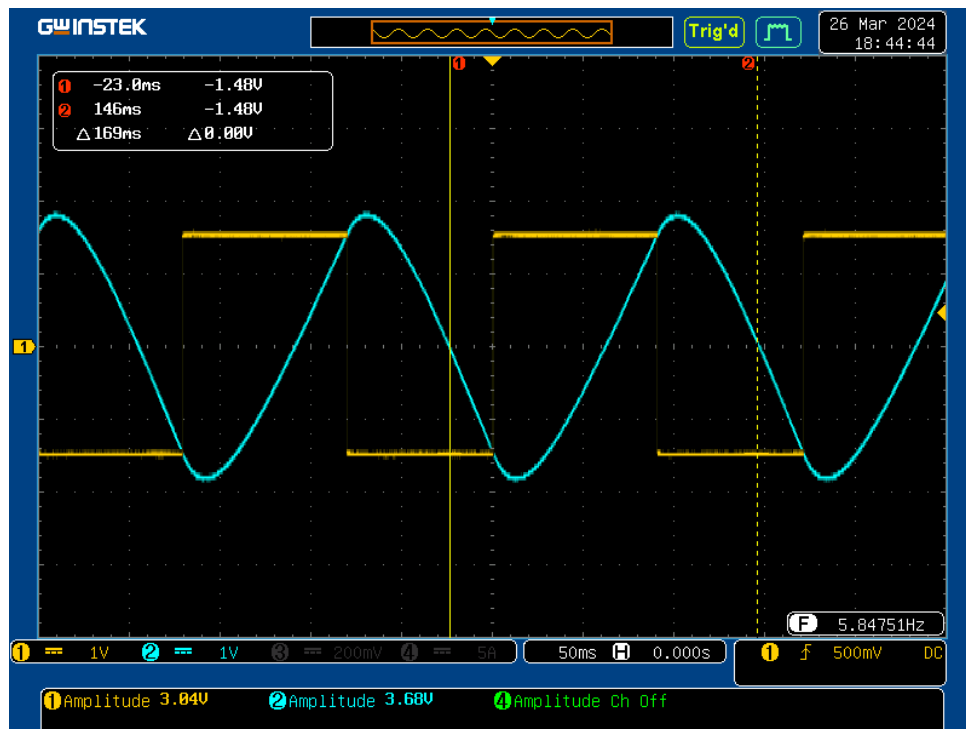 GWINSTEK Trig'd 26 Mar 2024
18:44:44
1 2
1 -23.0ms -1.48V
2 146ms -1.48V
△169ms △0.00V
1
F 5.84751Hz
1 1V 2 1V 3 200mV 4 5A 50ms H 0.000s 1 500mV DC
1 Amplitude 3.04V 2 Amplitude 3.68V 4 Amplitude Ch Off